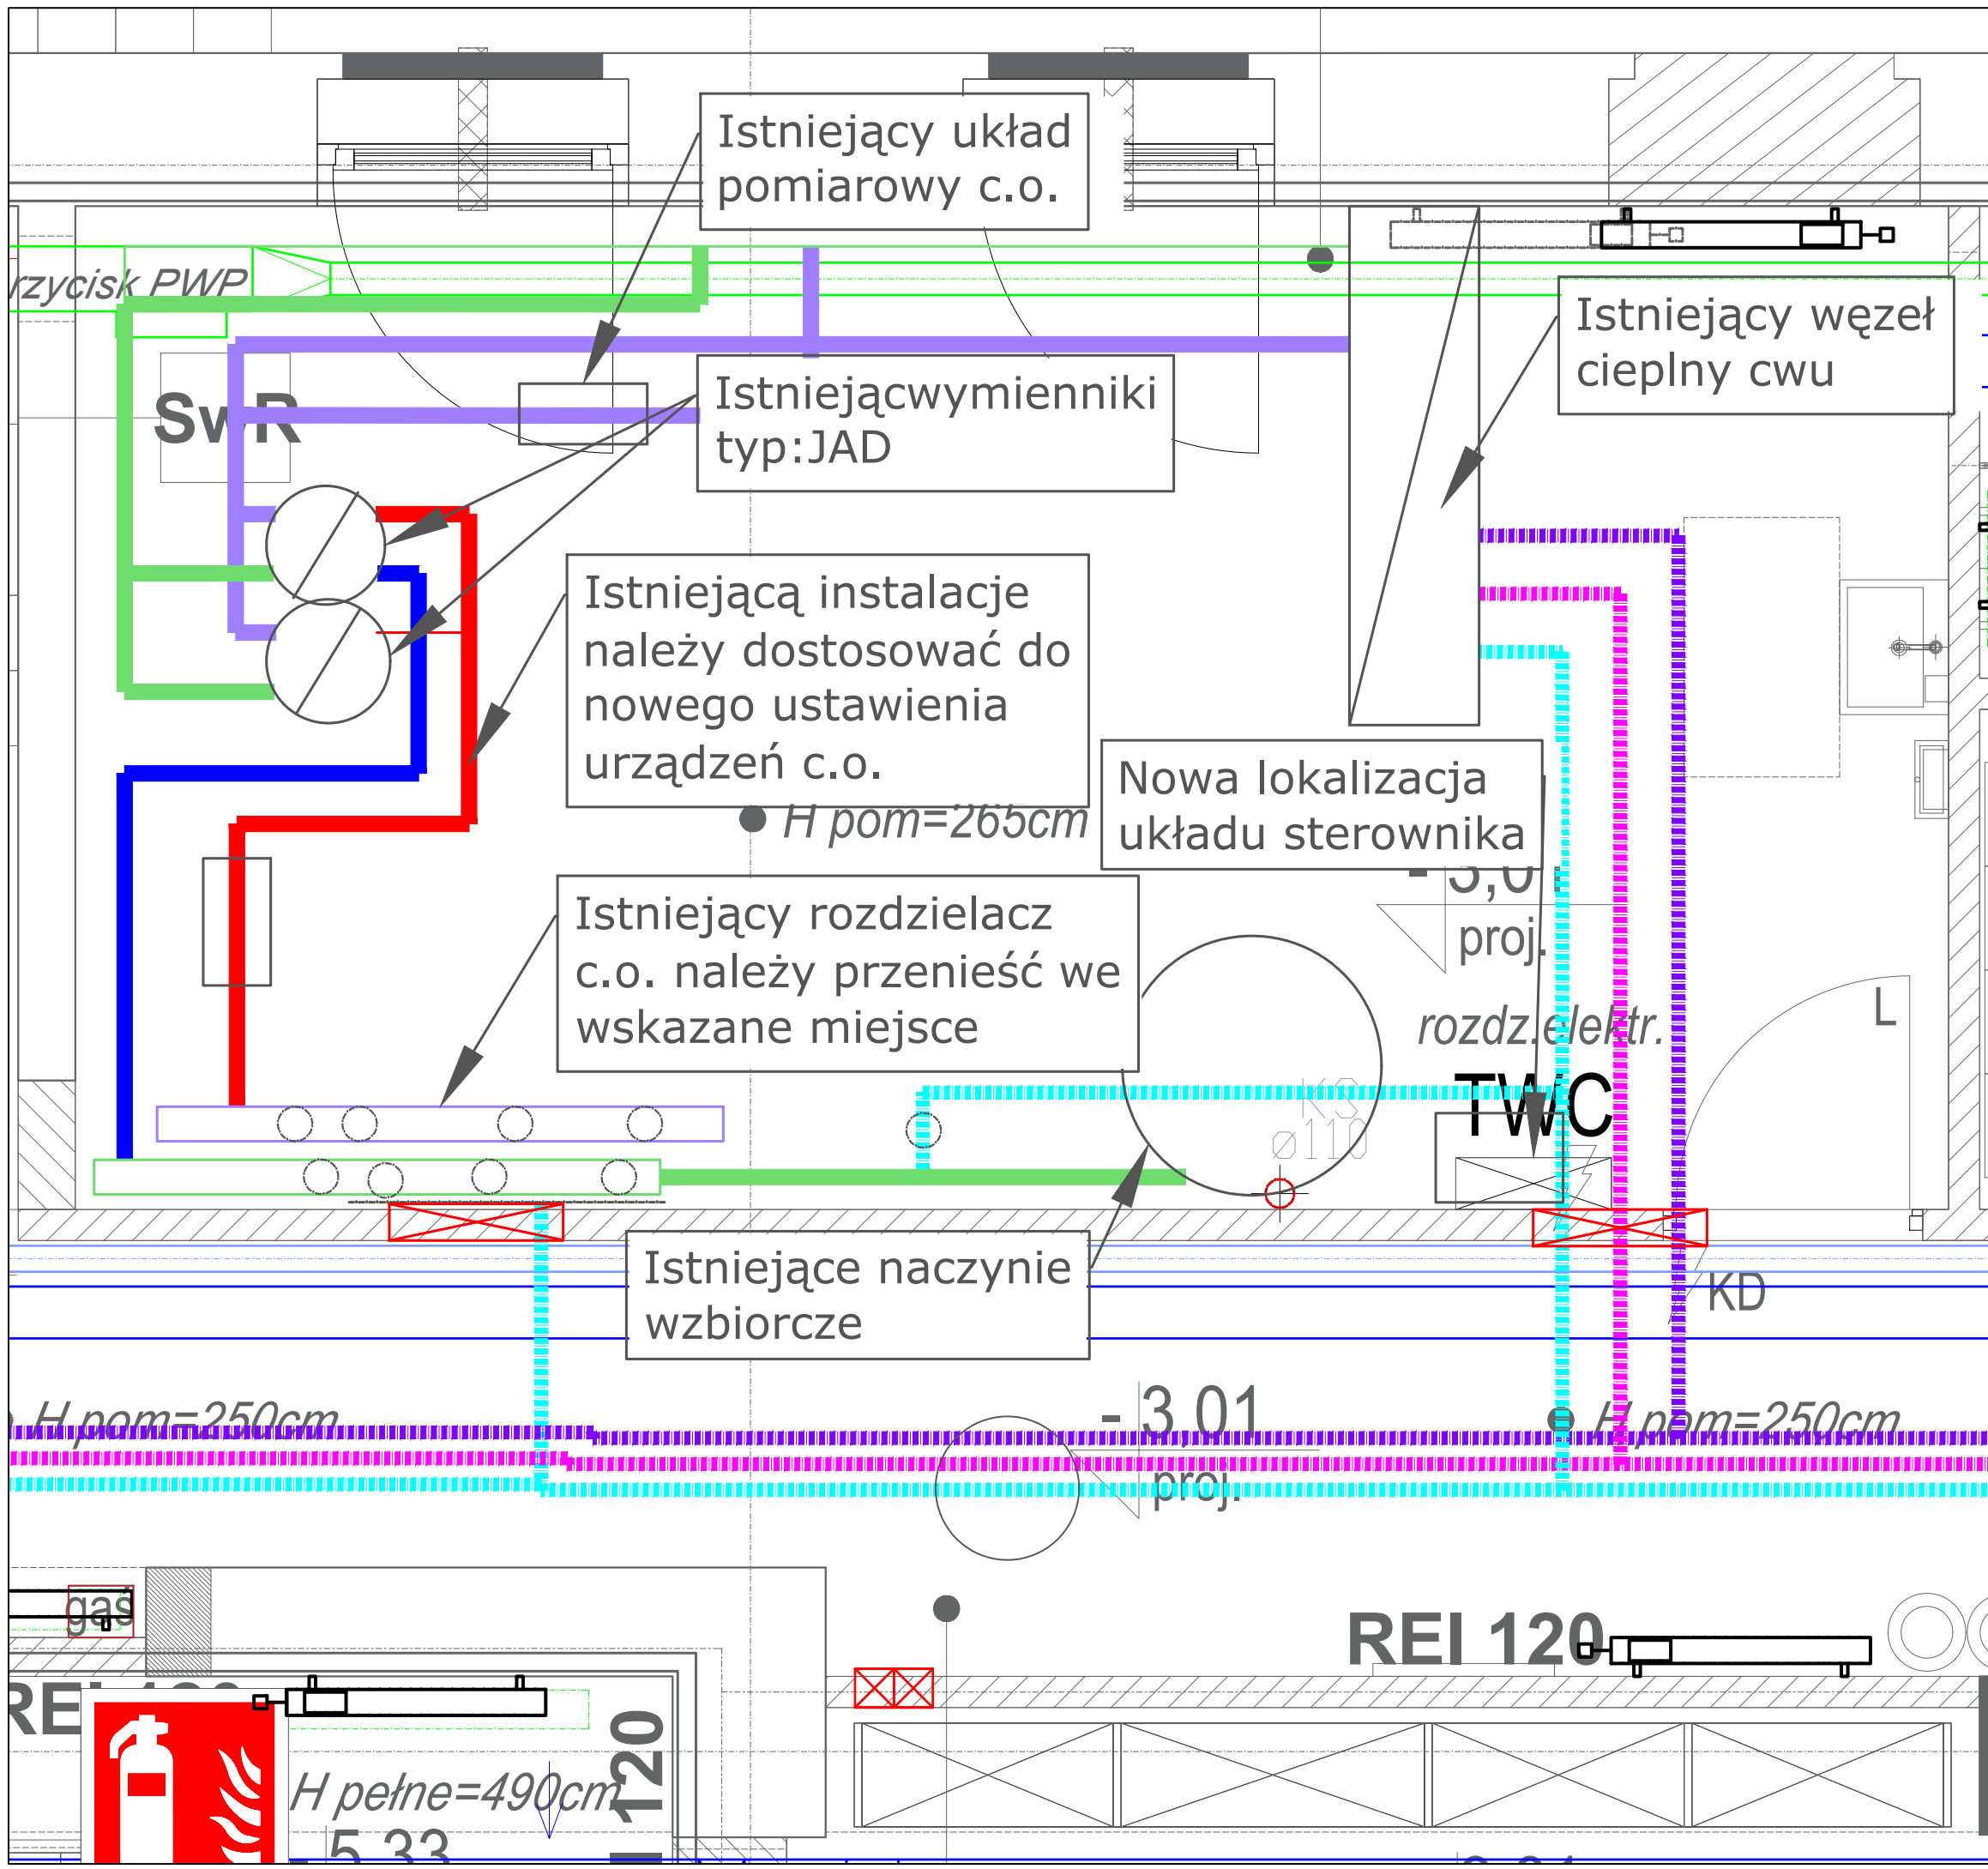 Istniejący układ
pomiarowy c.o.
rzycisk PWP
Istniejący węzeł
cieplny cwu
SwR
Istniejącwymienniki
typ:JAD
Istniejącą instalacje
należy dostosować do
nowego ustawienia
urządzeń c.o.
Nowa lokalizacja
układu sterownika
H pom=265cm
proj.
Istniejący rozdzielacz
c.o. należy przenieść we
wskazane miejsce
L
rozdz.elektr.
TWC
K3
ø110
Istniejące naczynie
wzbiorcze
KD
H pom=250cm
- 3,01
proj.
H pom=250cm
gaś
REI 120
H pełne=490cm
5,33
120